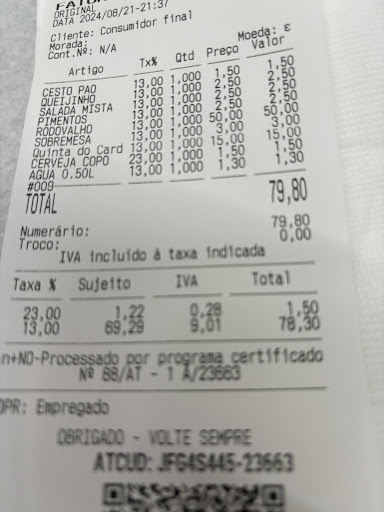 ORIGINAL
DATA 2024/08/21-21:37
Cliente: Consumidor final
Morada:
Cont.Nº: N/A
Moeda: €
Artigo Tx% Qtd Preço Valor
CESTO PAO 13,00 1,000 1,50 1,50
QUEIJINHO 13,00 1,000 2,50 2,50
SALADA MISTA 13,00 1,000 2,50 2,50
PIMENTOS 13,00 1,000 2,50 2,50
RODOVALHO 13,00 1,000 50,00 50,00
SOBREMESA 13,00 1,000 3,00 3,00
Quinta do Card 13,00 1,000 15,00 15,00
CERVEJA COPO 23,00 1,000 1,50 1,50
AGUA 0.50L 13,00 1,000 1,30 1,30
#009
TOTAL 79,80
Numerário: 79,80
Troco: 0,00
IVA incluído à taxa indicada
Taxa % Sujeito IVA Total
23,00 1,22 0,28 1,50
13,00 69,29 9,01 78,30
n+NO-Processado por programa certificado
Nº 88/AT - 1 A/23663
OPR: Empregado
OBRIGADO - VOLTE SEMPRE
ATCUD: JFG4S445-23663